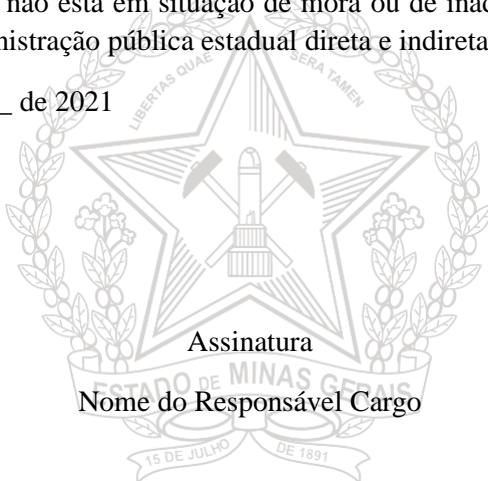 não está em situação de mora ou de
nistração pública estadual direta e indireta
_ de 2021
LIBERTAS QUAE SERA TAMEN
Assinatura
ESTADO DE MINAS GERAIS
Nome do Responsável Cargo
15 DE JULHO DE 1891